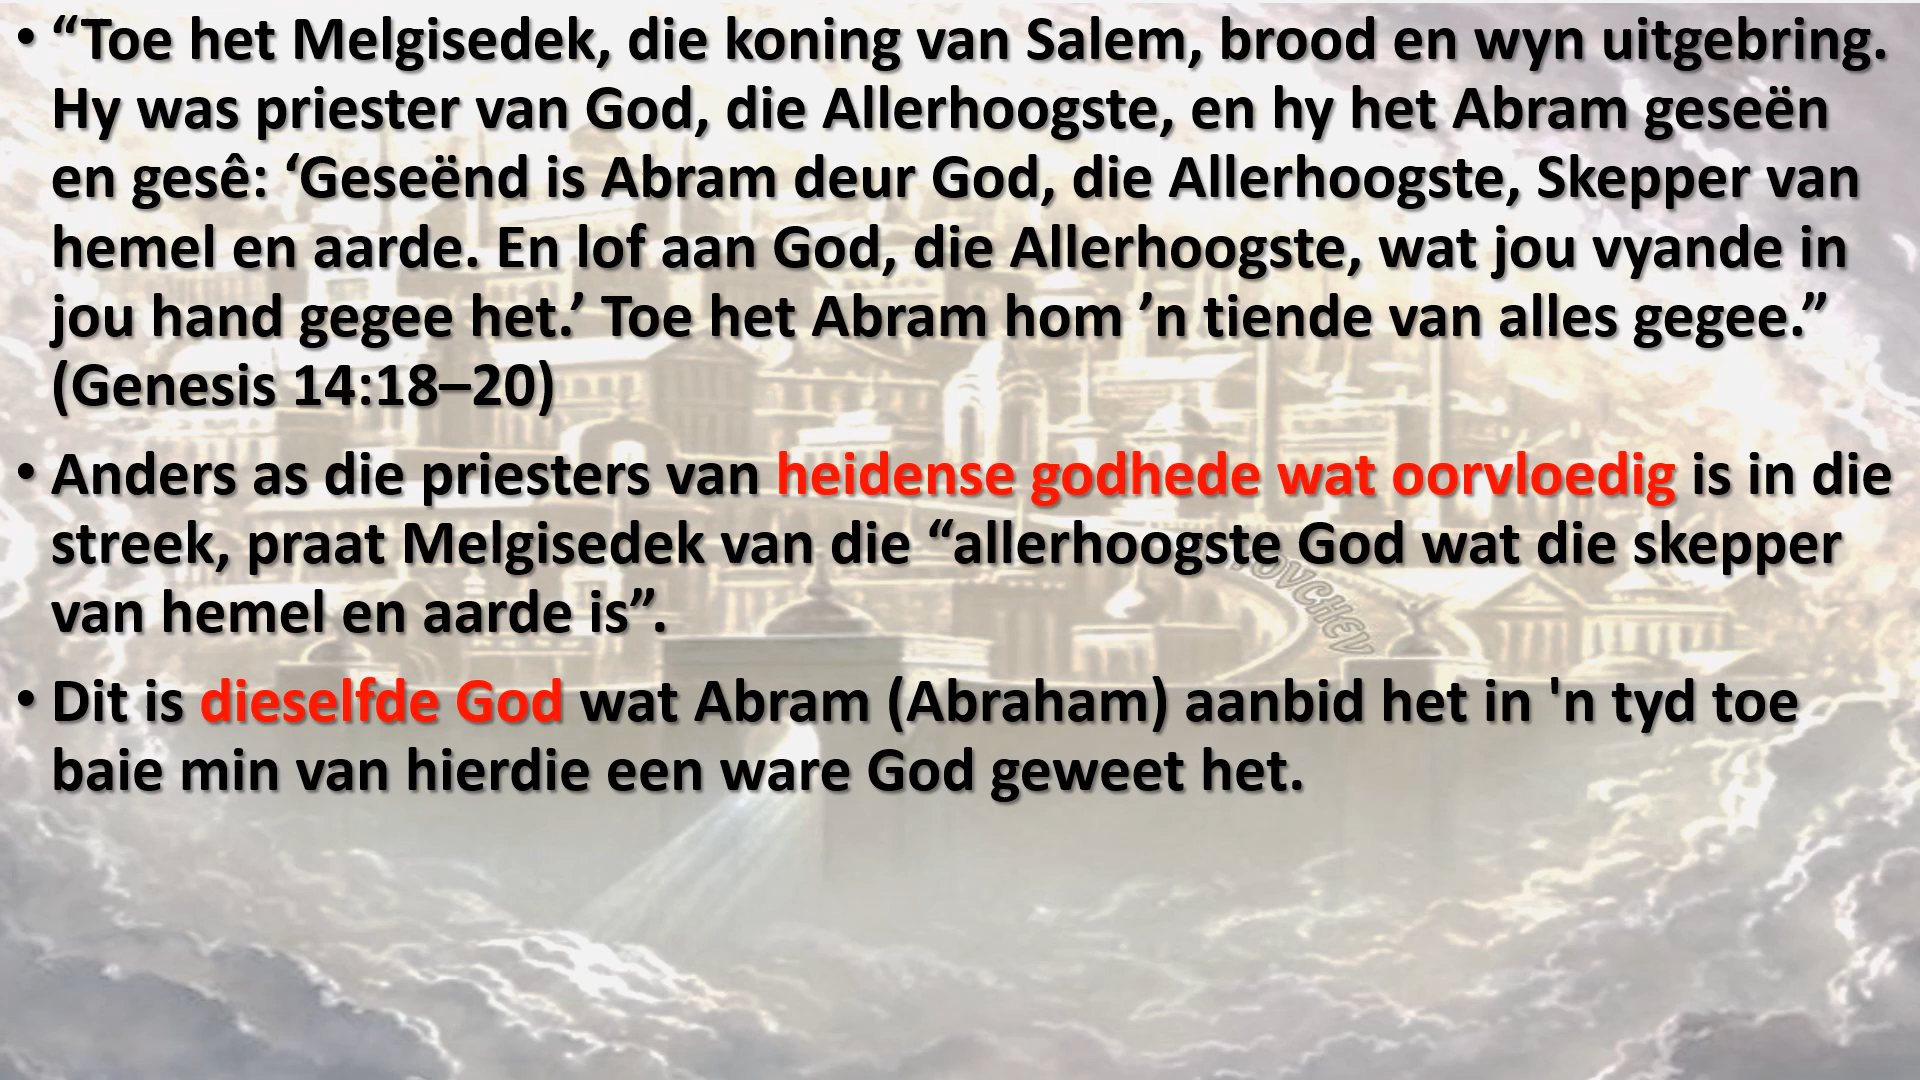 • “Toe het Melgisedek, die koning van Salem, brood en wyn uitgebring.
Hy was priester van God, die Allerhoogste, en hy het Abram geseën
en gesê: ‘Geseënd is Abram deur God, die Allerhoogste, Skepper van
hemel en aarde. En lof aan God, die Allerhoogste, wat jou vyande in
jou hand gegee het.’ Toe het Abram hom ’n tiende van alles gegee.”
(Genesis 14:18–20)
• Anders as die priesters van heidense godhede wat oorvloedig is in die
streek, praat Melgisedek van die “allerhoogste God wat die skepper
van hemel en aarde is”.
• Dit is dieselfde God wat Abram (Abraham) aanbid het in 'n tyd toe
baie min van hierdie een ware God geweet het.